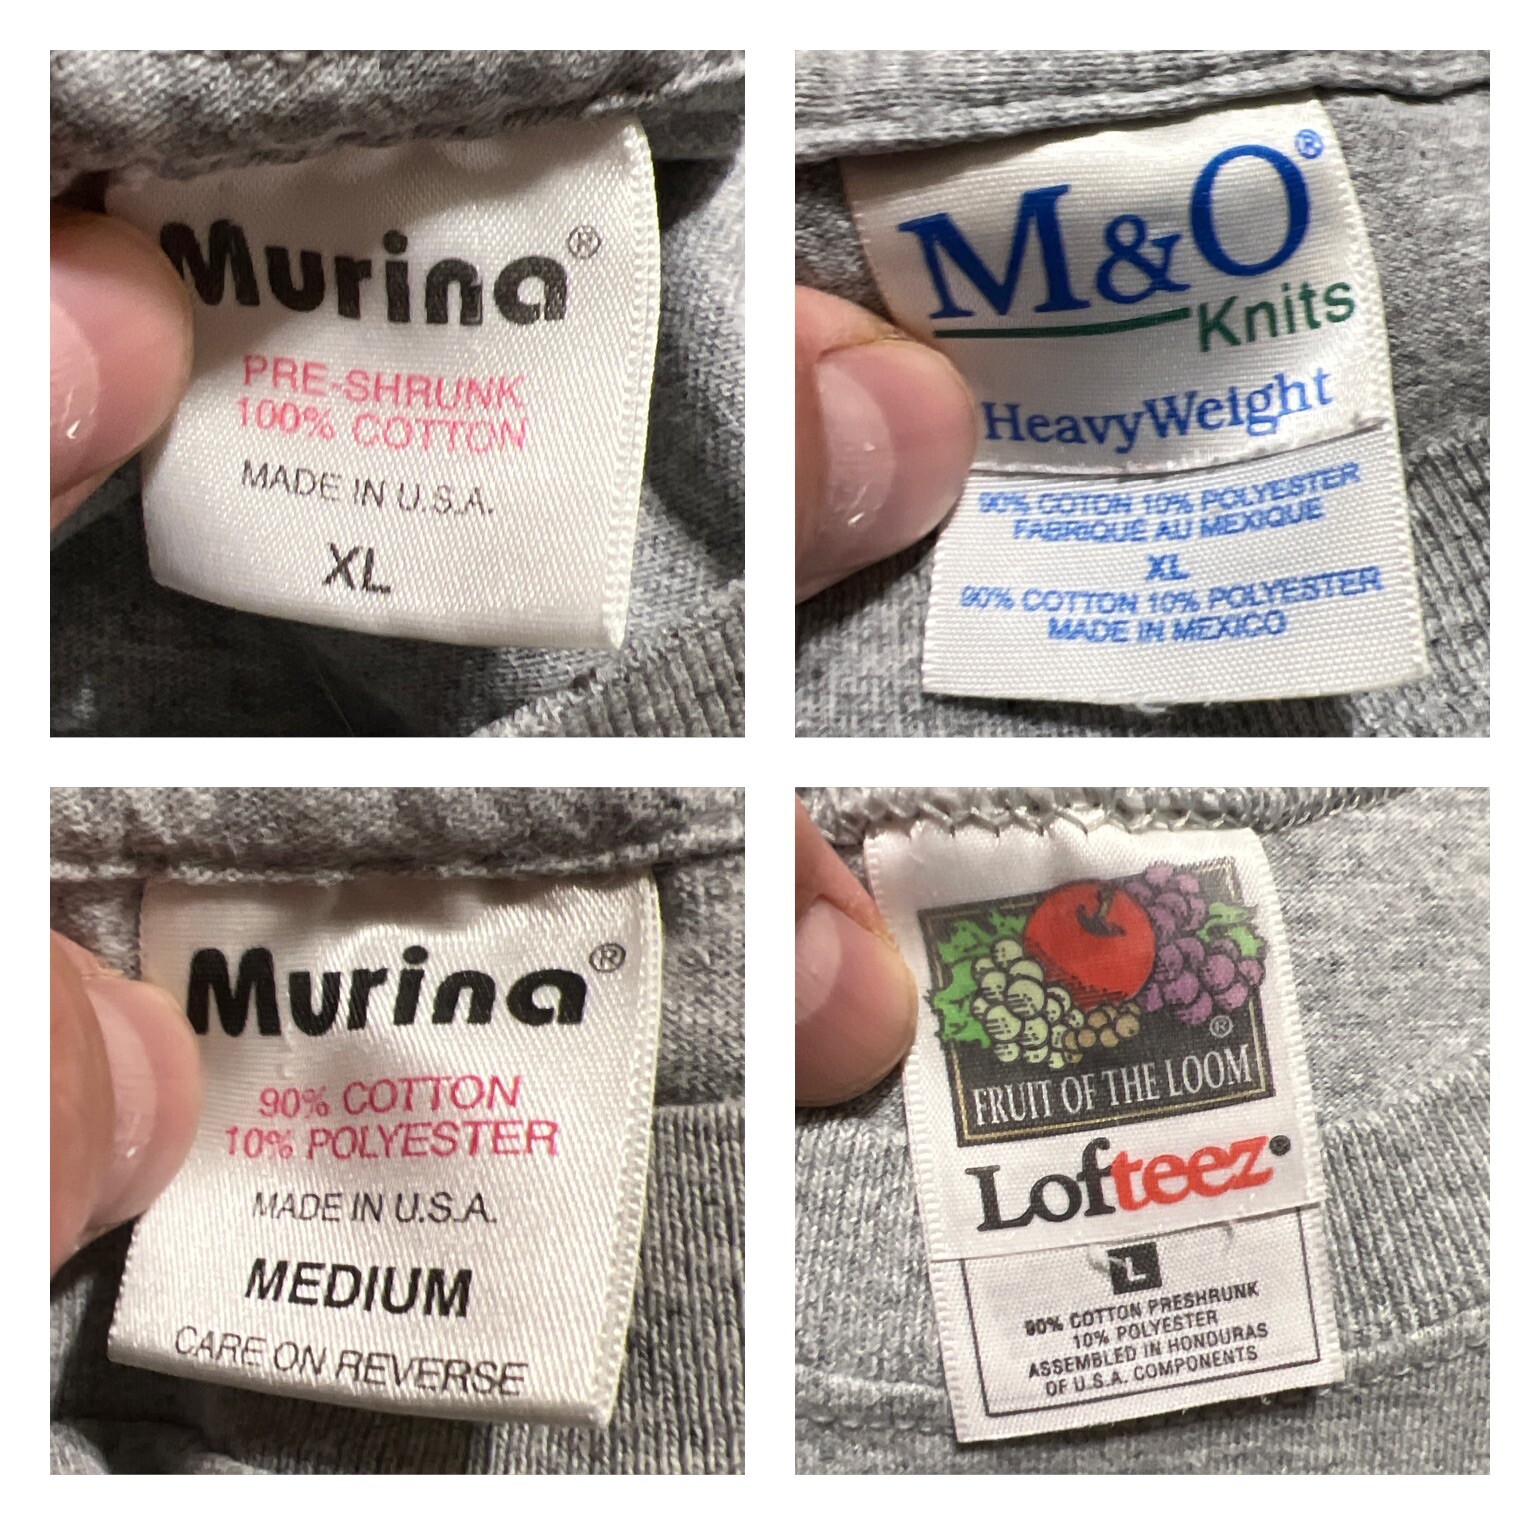 Murina®
PRE-SHRUNK
100% COTTON
MADE IN U.S.A.
XL
M&O®
Knits
HeavyWeight
90% COTON 10% POLYESTER
FABRIQUE AU MEXIQUE
XL
90% COTTON 10% POLYESTER
MADE IN MEXICO
Murina®
90% COTTON
10% POLYESTER
MADE IN U.S.A.
MEDIUM
CARE ON REVERSE
®
FRUIT OF THE LOOM
Lofteez®
L
90% COTTON PRESHRUNK
10% POLYESTER
ASSEMBLED IN HONDURAS
OF U.S.A. COMPONENTS